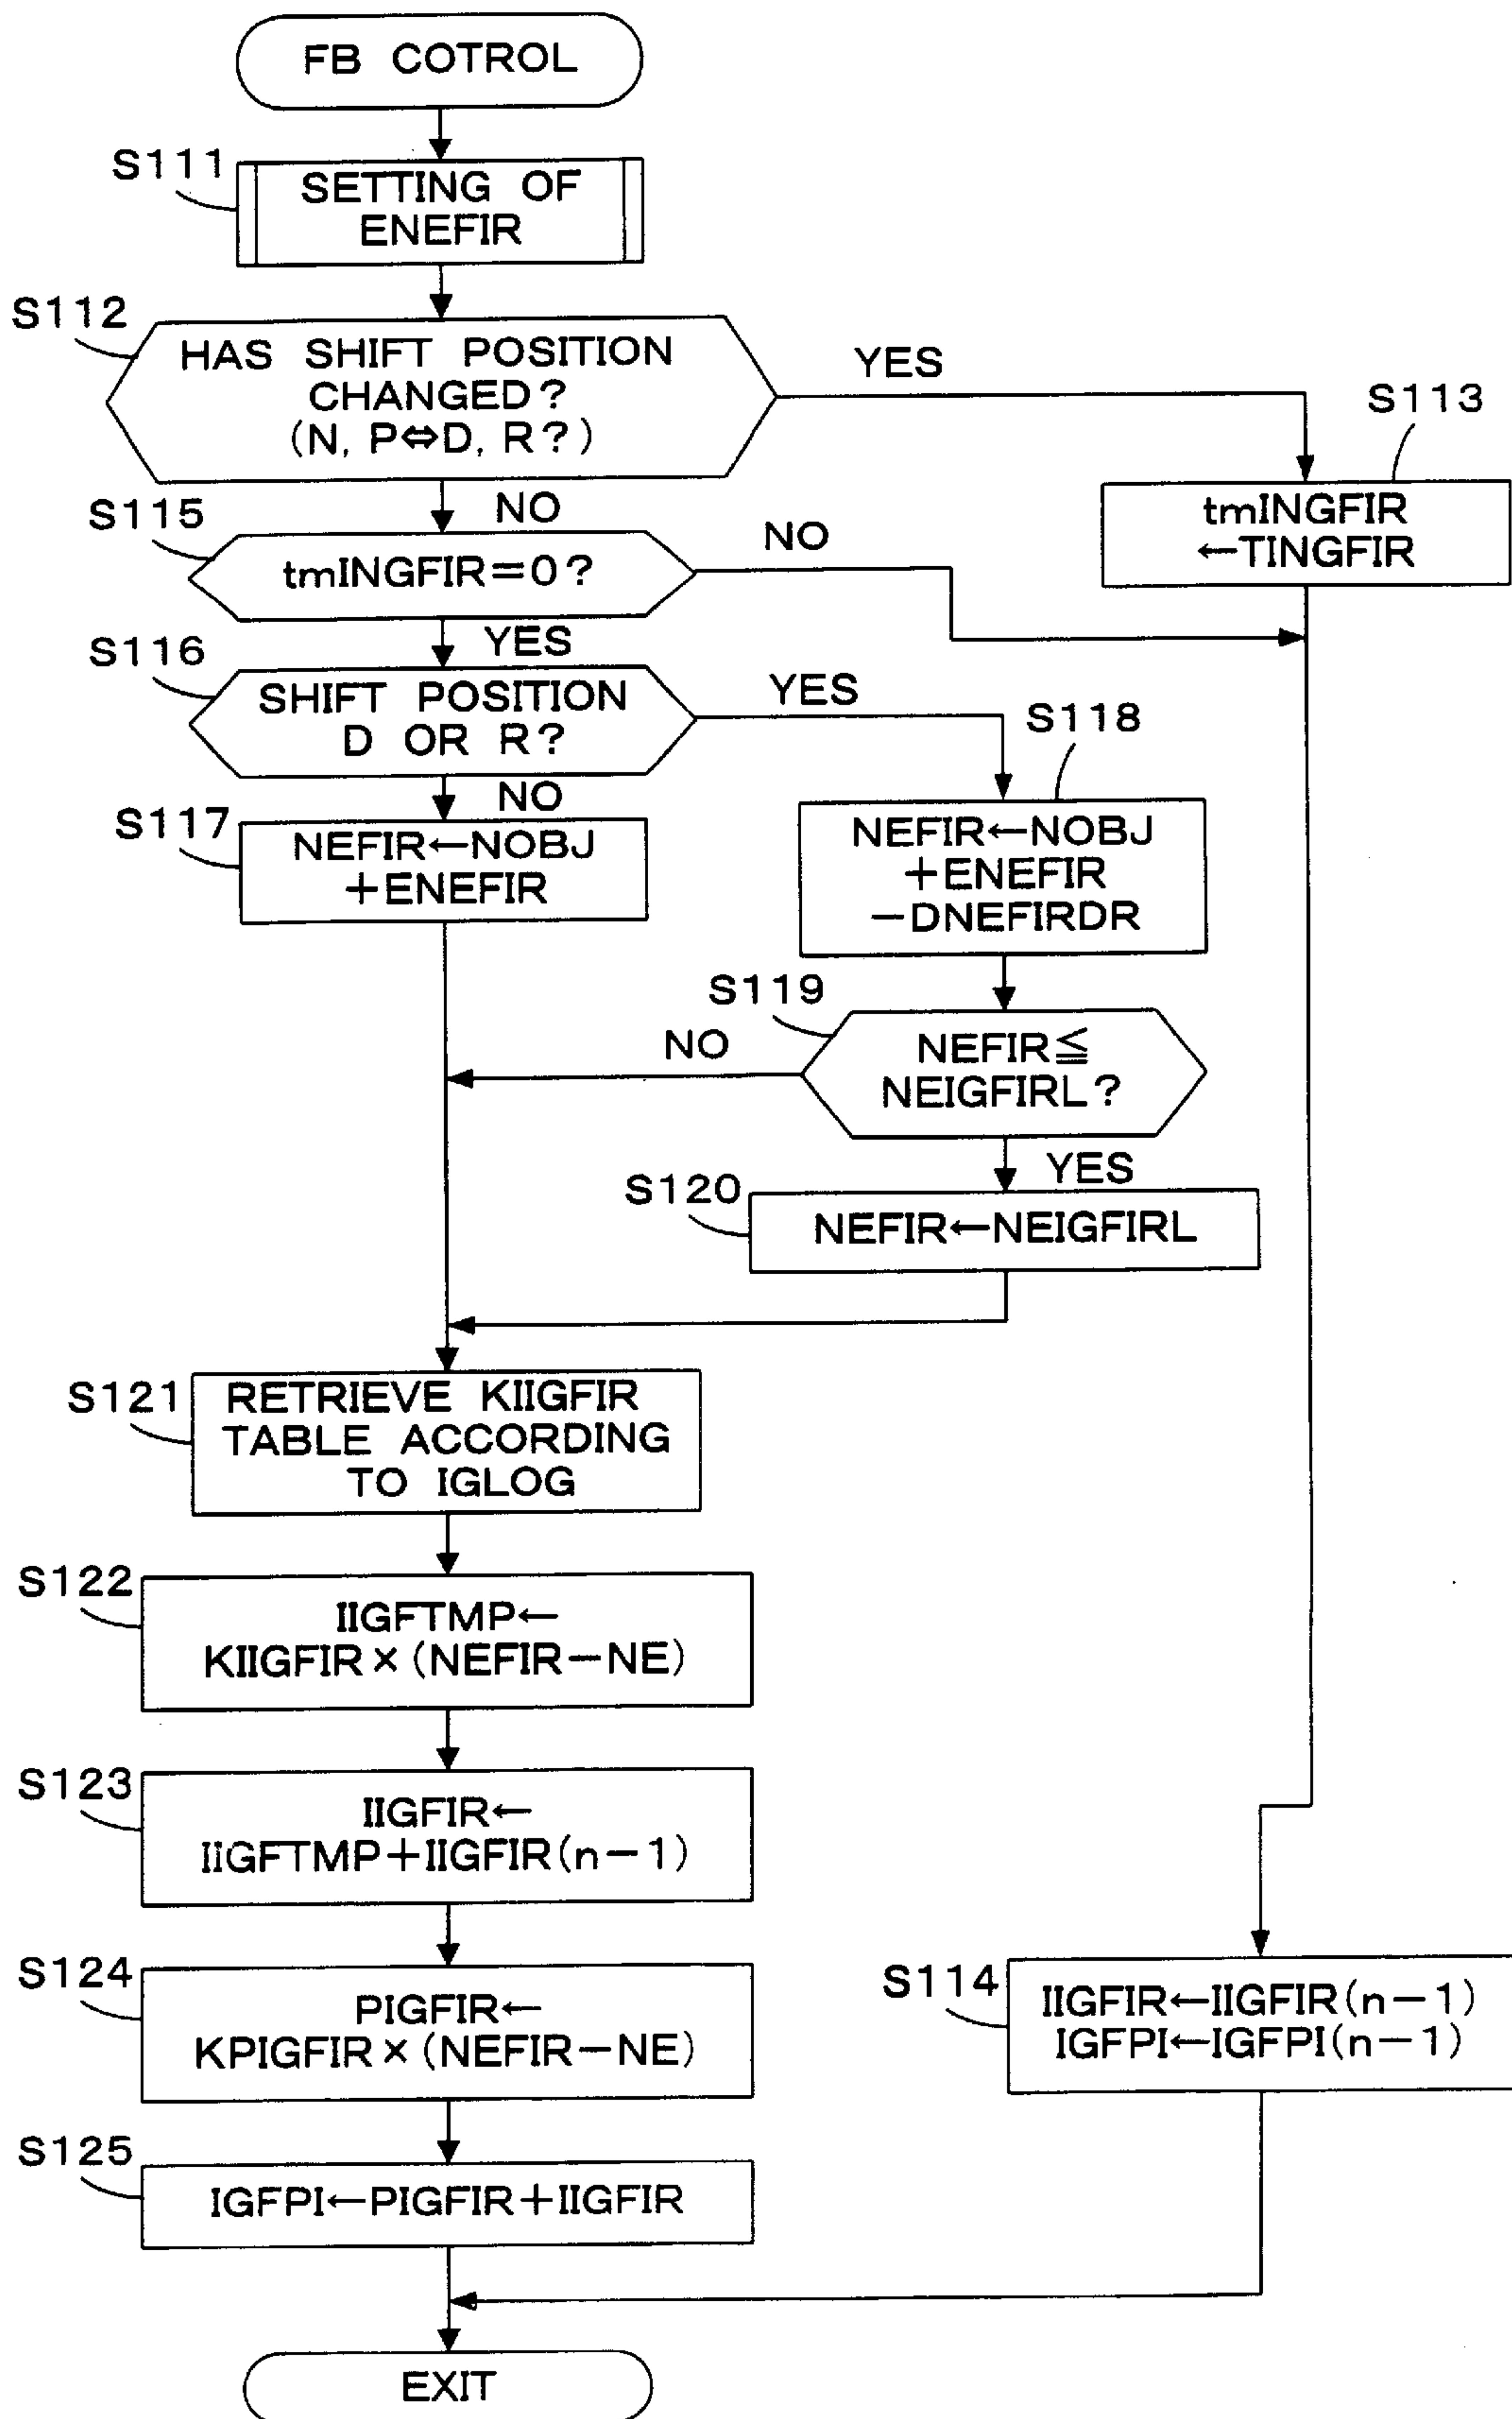 FB COTROL
S111
SETTING OF
ENEFIR
S112
HAS SHIFT POSITION
CHANGED?
(N, P⇔D, R?)
YES
S113
tmINGFIR
←TINGFIR
NO
S115
tmINGFIR=0?
NO
YES
S116
SHIFT POSITION
D OR R?
YES
NO
S117
NEFIR←NOBJ
+ENEFIR
S118
NEFIR←NOBJ
+ENEFIR
−DNEFIRDR
S119
NEFIR≦
NEIGFIRL?
NO
YES
S120
NEFIR←NEIGFIRL
S121
RETRIEVE KIIGFIR
TABLE ACCORDING
TO IGLOG
S122
IIGFTMP←
KIIGFIR×(NEFIR−NE)
S123
IIGFIR←
IIGFTMP+IIGFIR(n−1)
S124
PIGFIR←
KPIGFIR×(NEFIR−NE)
S114
IIGFIR←IIGFIR(n−1)
IGFPI←IGFPI(n−1)
S125
IGFPI←PIGFIR+IIGFIR
EXIT